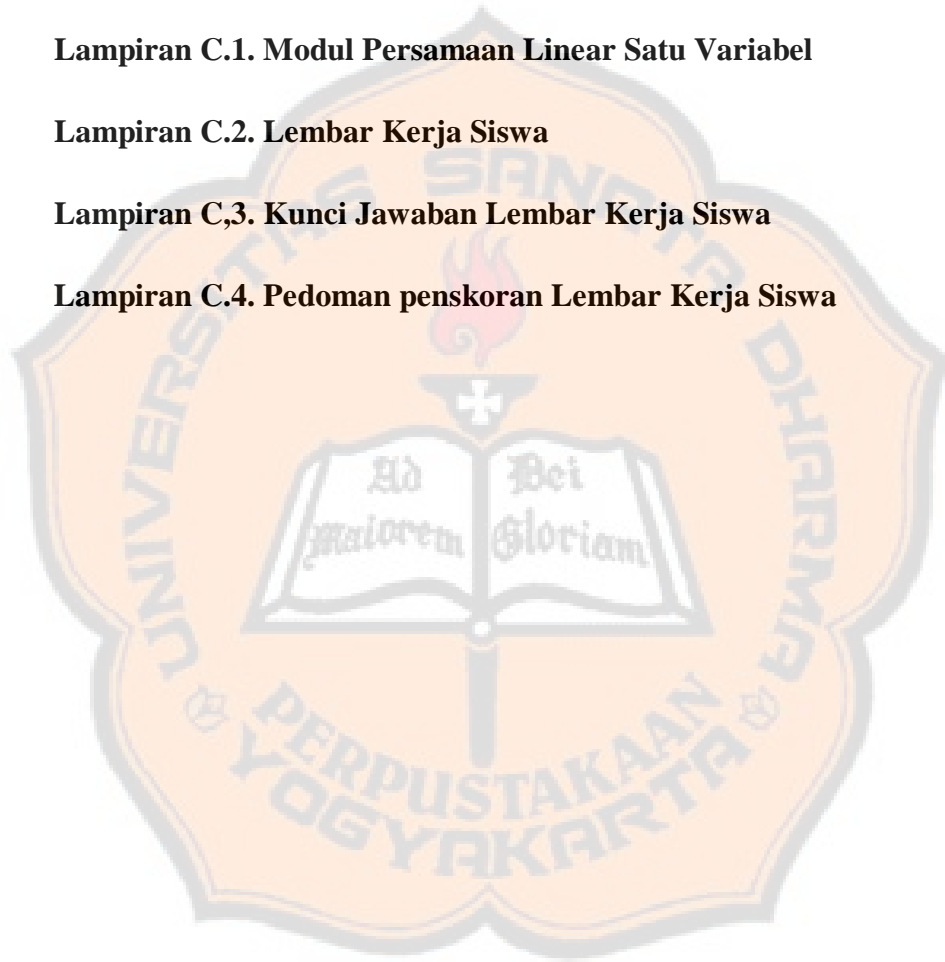 Lampiran C.1. Modul Persamaan Linear Satu Variabel
Lampiran C.2. Lembar Kerja Siswa
Lampiran C,3. Kunci Jawaban Lembar Kerja Siswa
Lampiran C.4. Pedoman penskoran Lembar Kerja Siswa
UNIVERSITAS SANATA DHARMA
Ad Dei
Maiorem Gloriam
PERPUSTAKAAN
YOGYAKARTA